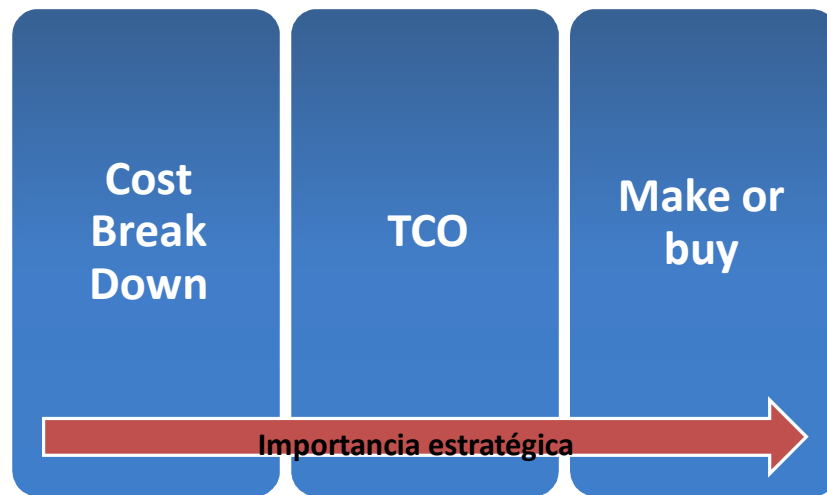 Cost
Break
Down
TCO
Make or
buy
Importancia estratégica